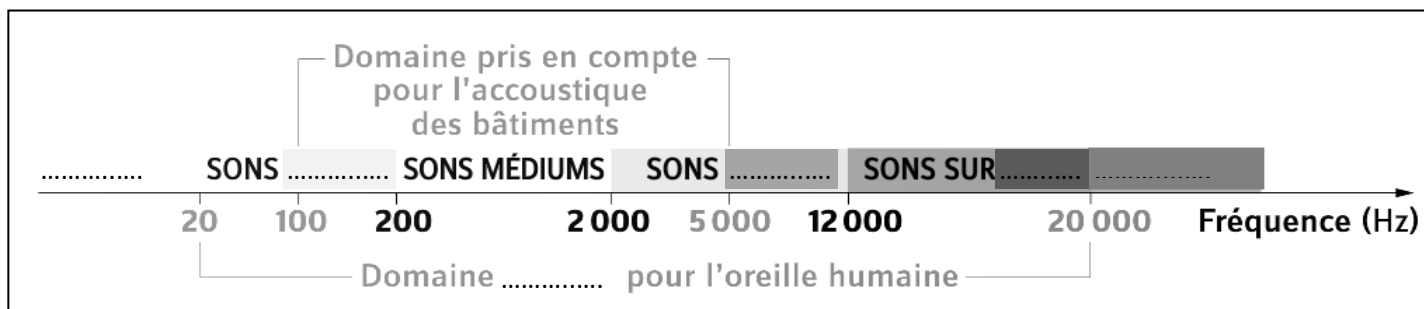 Domaine pris en compte
pour l'accoustique
des bâtiments
.............. SONS .............. SONS MÉDIUMS SONS .............. SONS SUR........... ................
20 100 200 2 000 5 000 12 000 20 000 Fréquence (Hz)
Domaine .............. pour l'oreille humaine